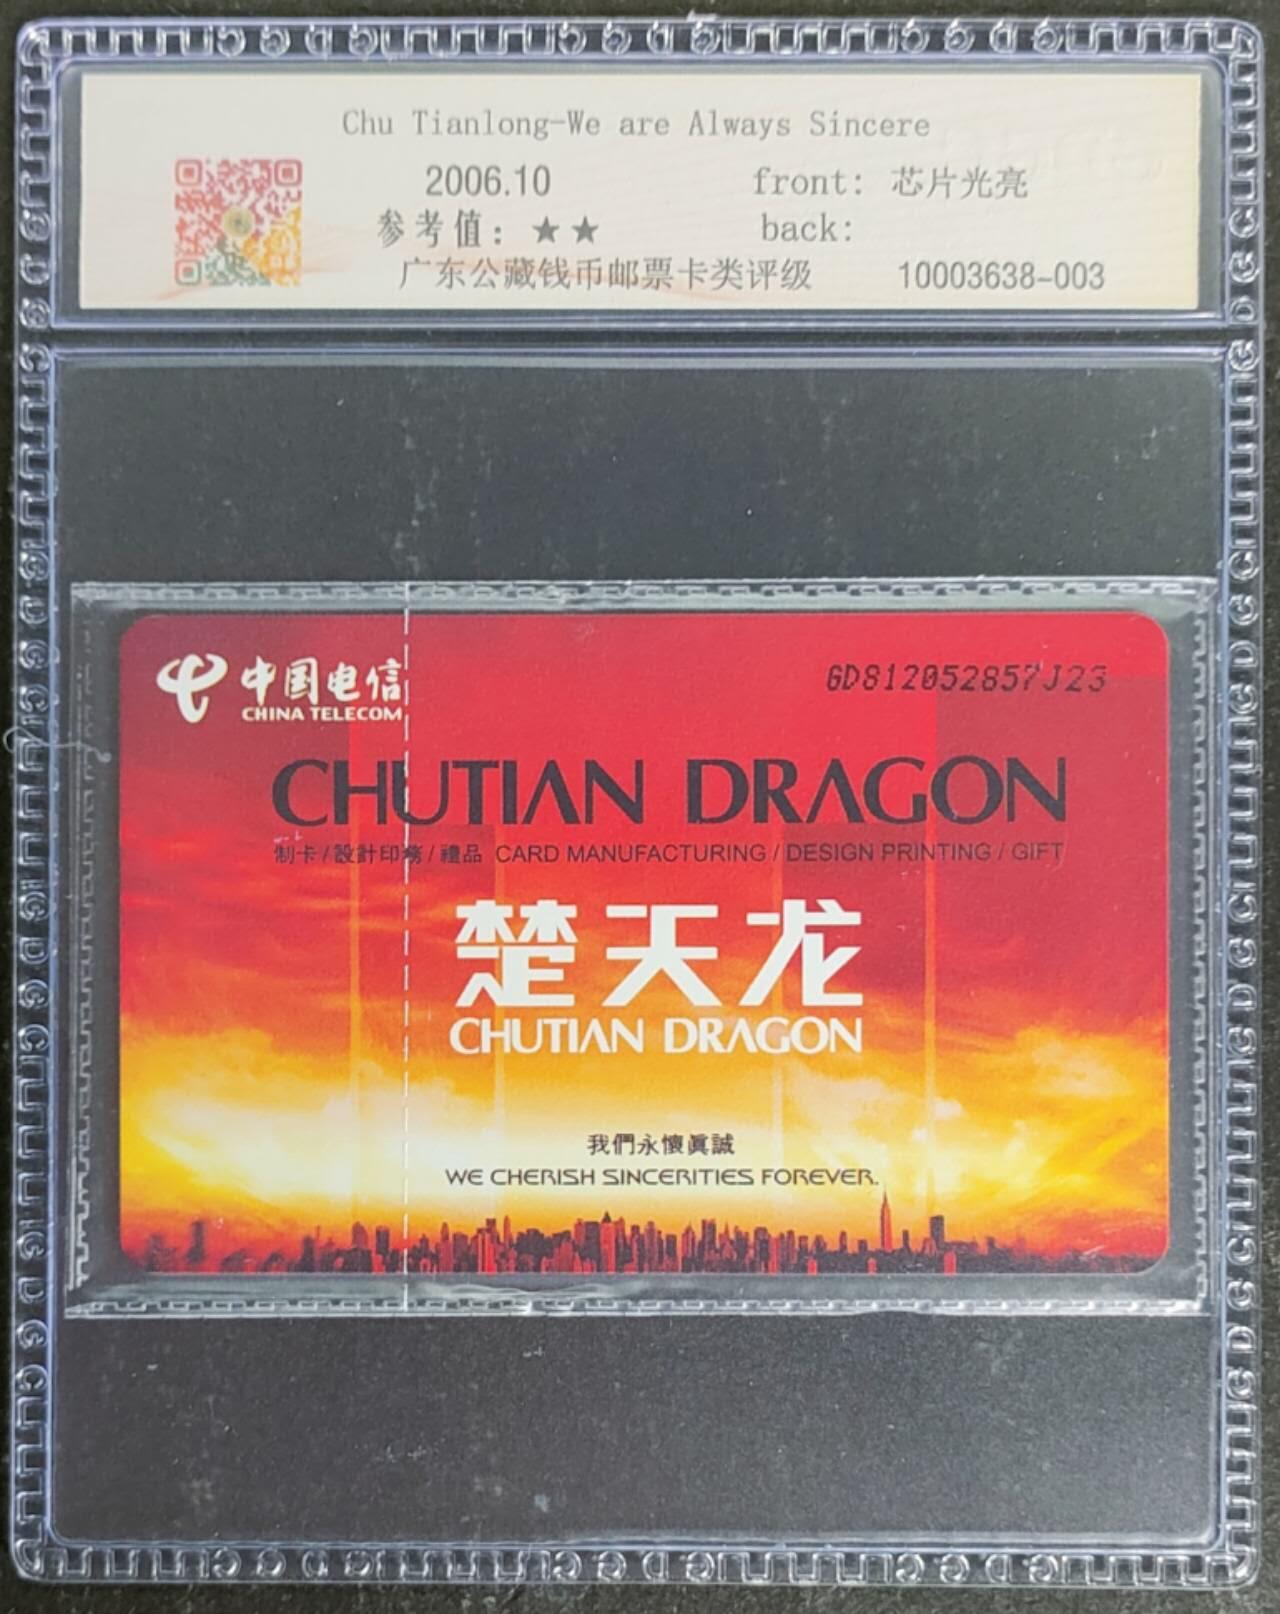 Chu Tianlong-We are Always Sincere
2006.10 front: 芯片光亮
参考值：★★ back:
广东公藏钱币邮票卡类评级 10003638-003
中国电信
CHINA TELECOM
GD812052857J23
CHUTIAN DRAGON
制卡/設計印務/禮品 CARD MANUFACTURING / DESIGN PRINTING / GIFT
楚天龙
CHUTIAN DRAGON
我們永懷眞誠
WE CHERISH SINCERITIES FOREVER.